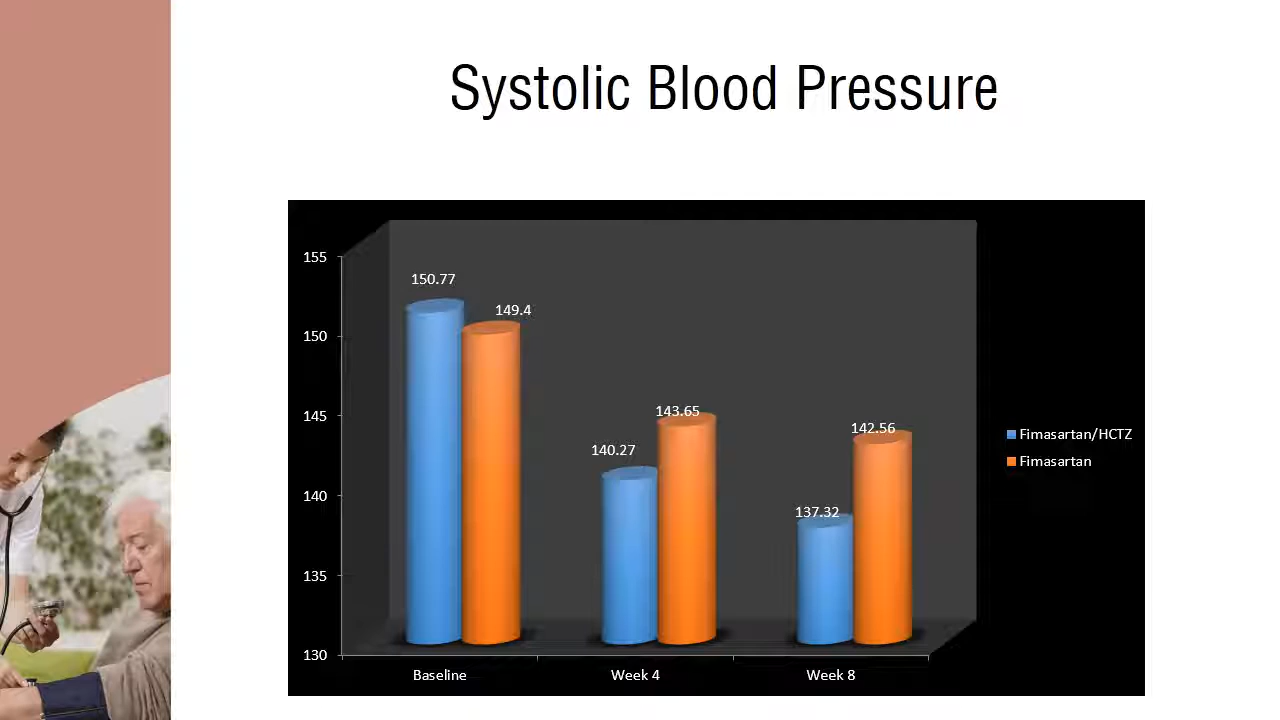 Systolic Blood Pressure
155
150
145
140
135
130
150.77
149.4
140.27
143.65
137.32
142.56
Baseline
Week 4
Week 8
Fimasartan/HCTZ
Fimasartan